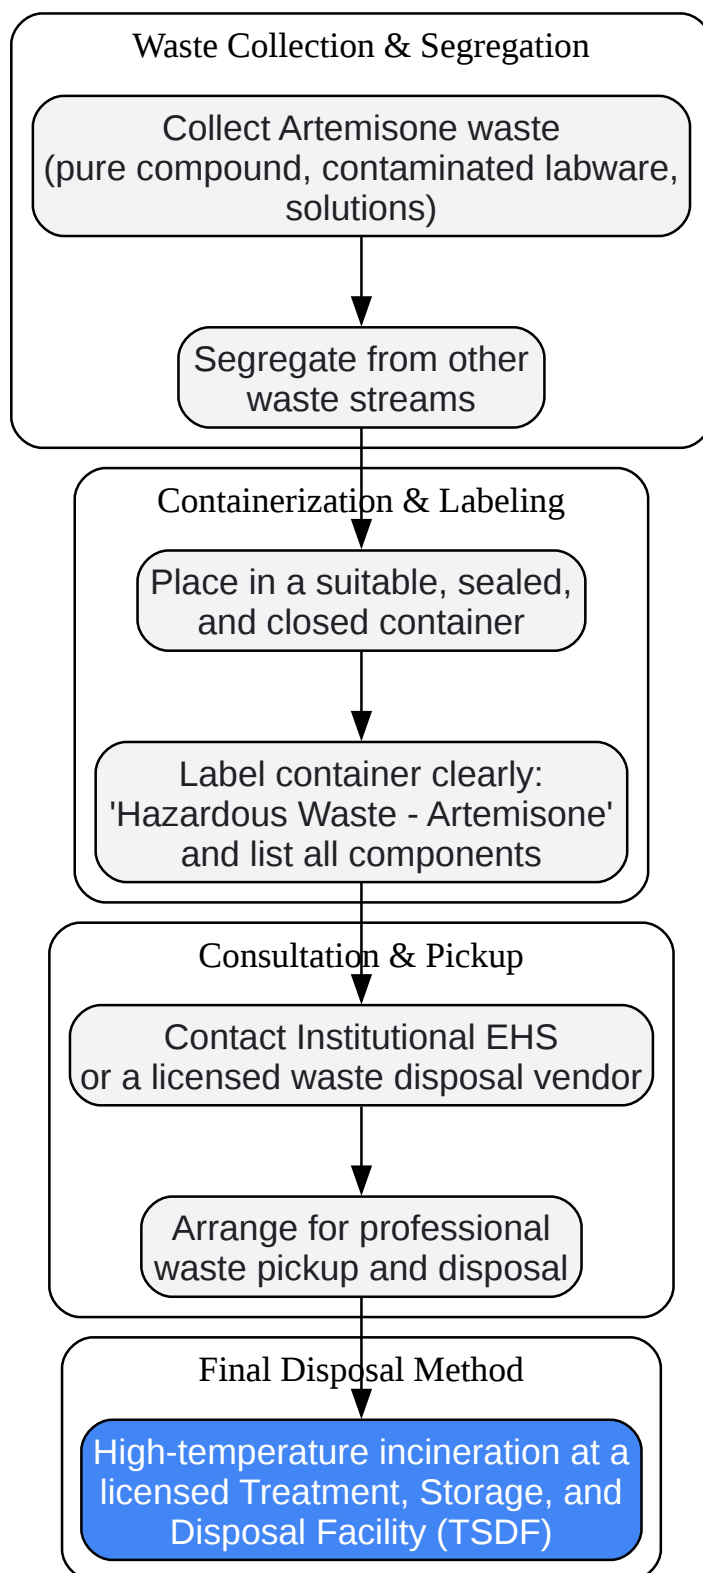 Waste Collection & Segregation
Collect Artemisone waste
(pure compound, contaminated labware,
solutions)
Segregate from other
waste streams
Containerization & Labeling
Place in a suitable, sealed,
and closed container
Label container clearly:
'Hazardous Waste - Artemisone'
and list all components
Consultation & Pickup
Contact Institutional EHS
or a licensed waste disposal vendor
Arrange for professional
waste pickup and disposal
Final Disposal Method
High-temperature incineration at a
licensed Treatment, Storage, and
Disposal Facility (TSDF)